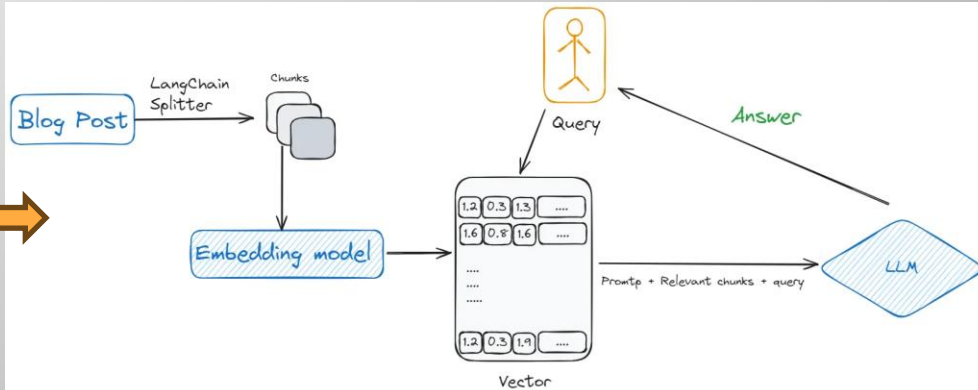 Blog Post
LangChain
Splitter
Chunks
Embedding model
Query
1.2 0.3 1.3 ....
1.6 0.8 1.6 ....
....
....
.....
1.2 0.3 1.9 ....
Vector
Promtp + Relevant chunks + query
LLM
Answer